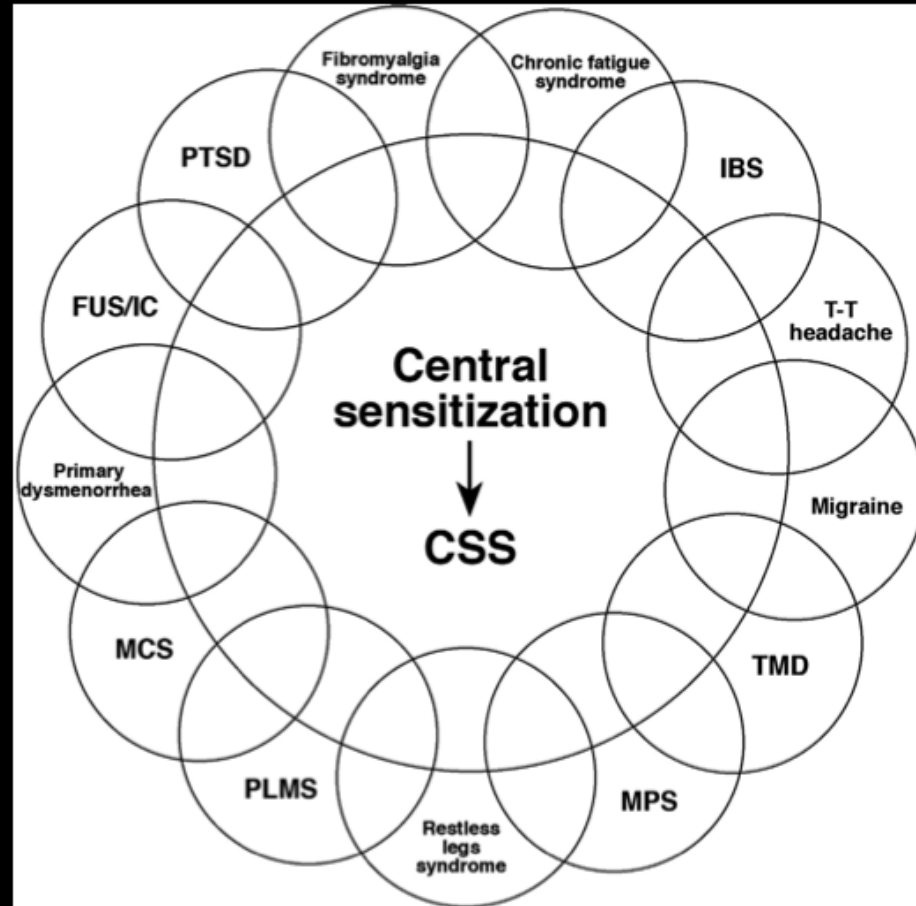 Fibromyalgia
syndrome
Chronic fatigue
syndrome
PTSD
IBS
FUS/IC
T-T
headache
Central
sensitization
CSS
Primary
dysmenorrhea
Migraine
MCS
TMD
PLMS
MPS
Restless
legs
syndrome